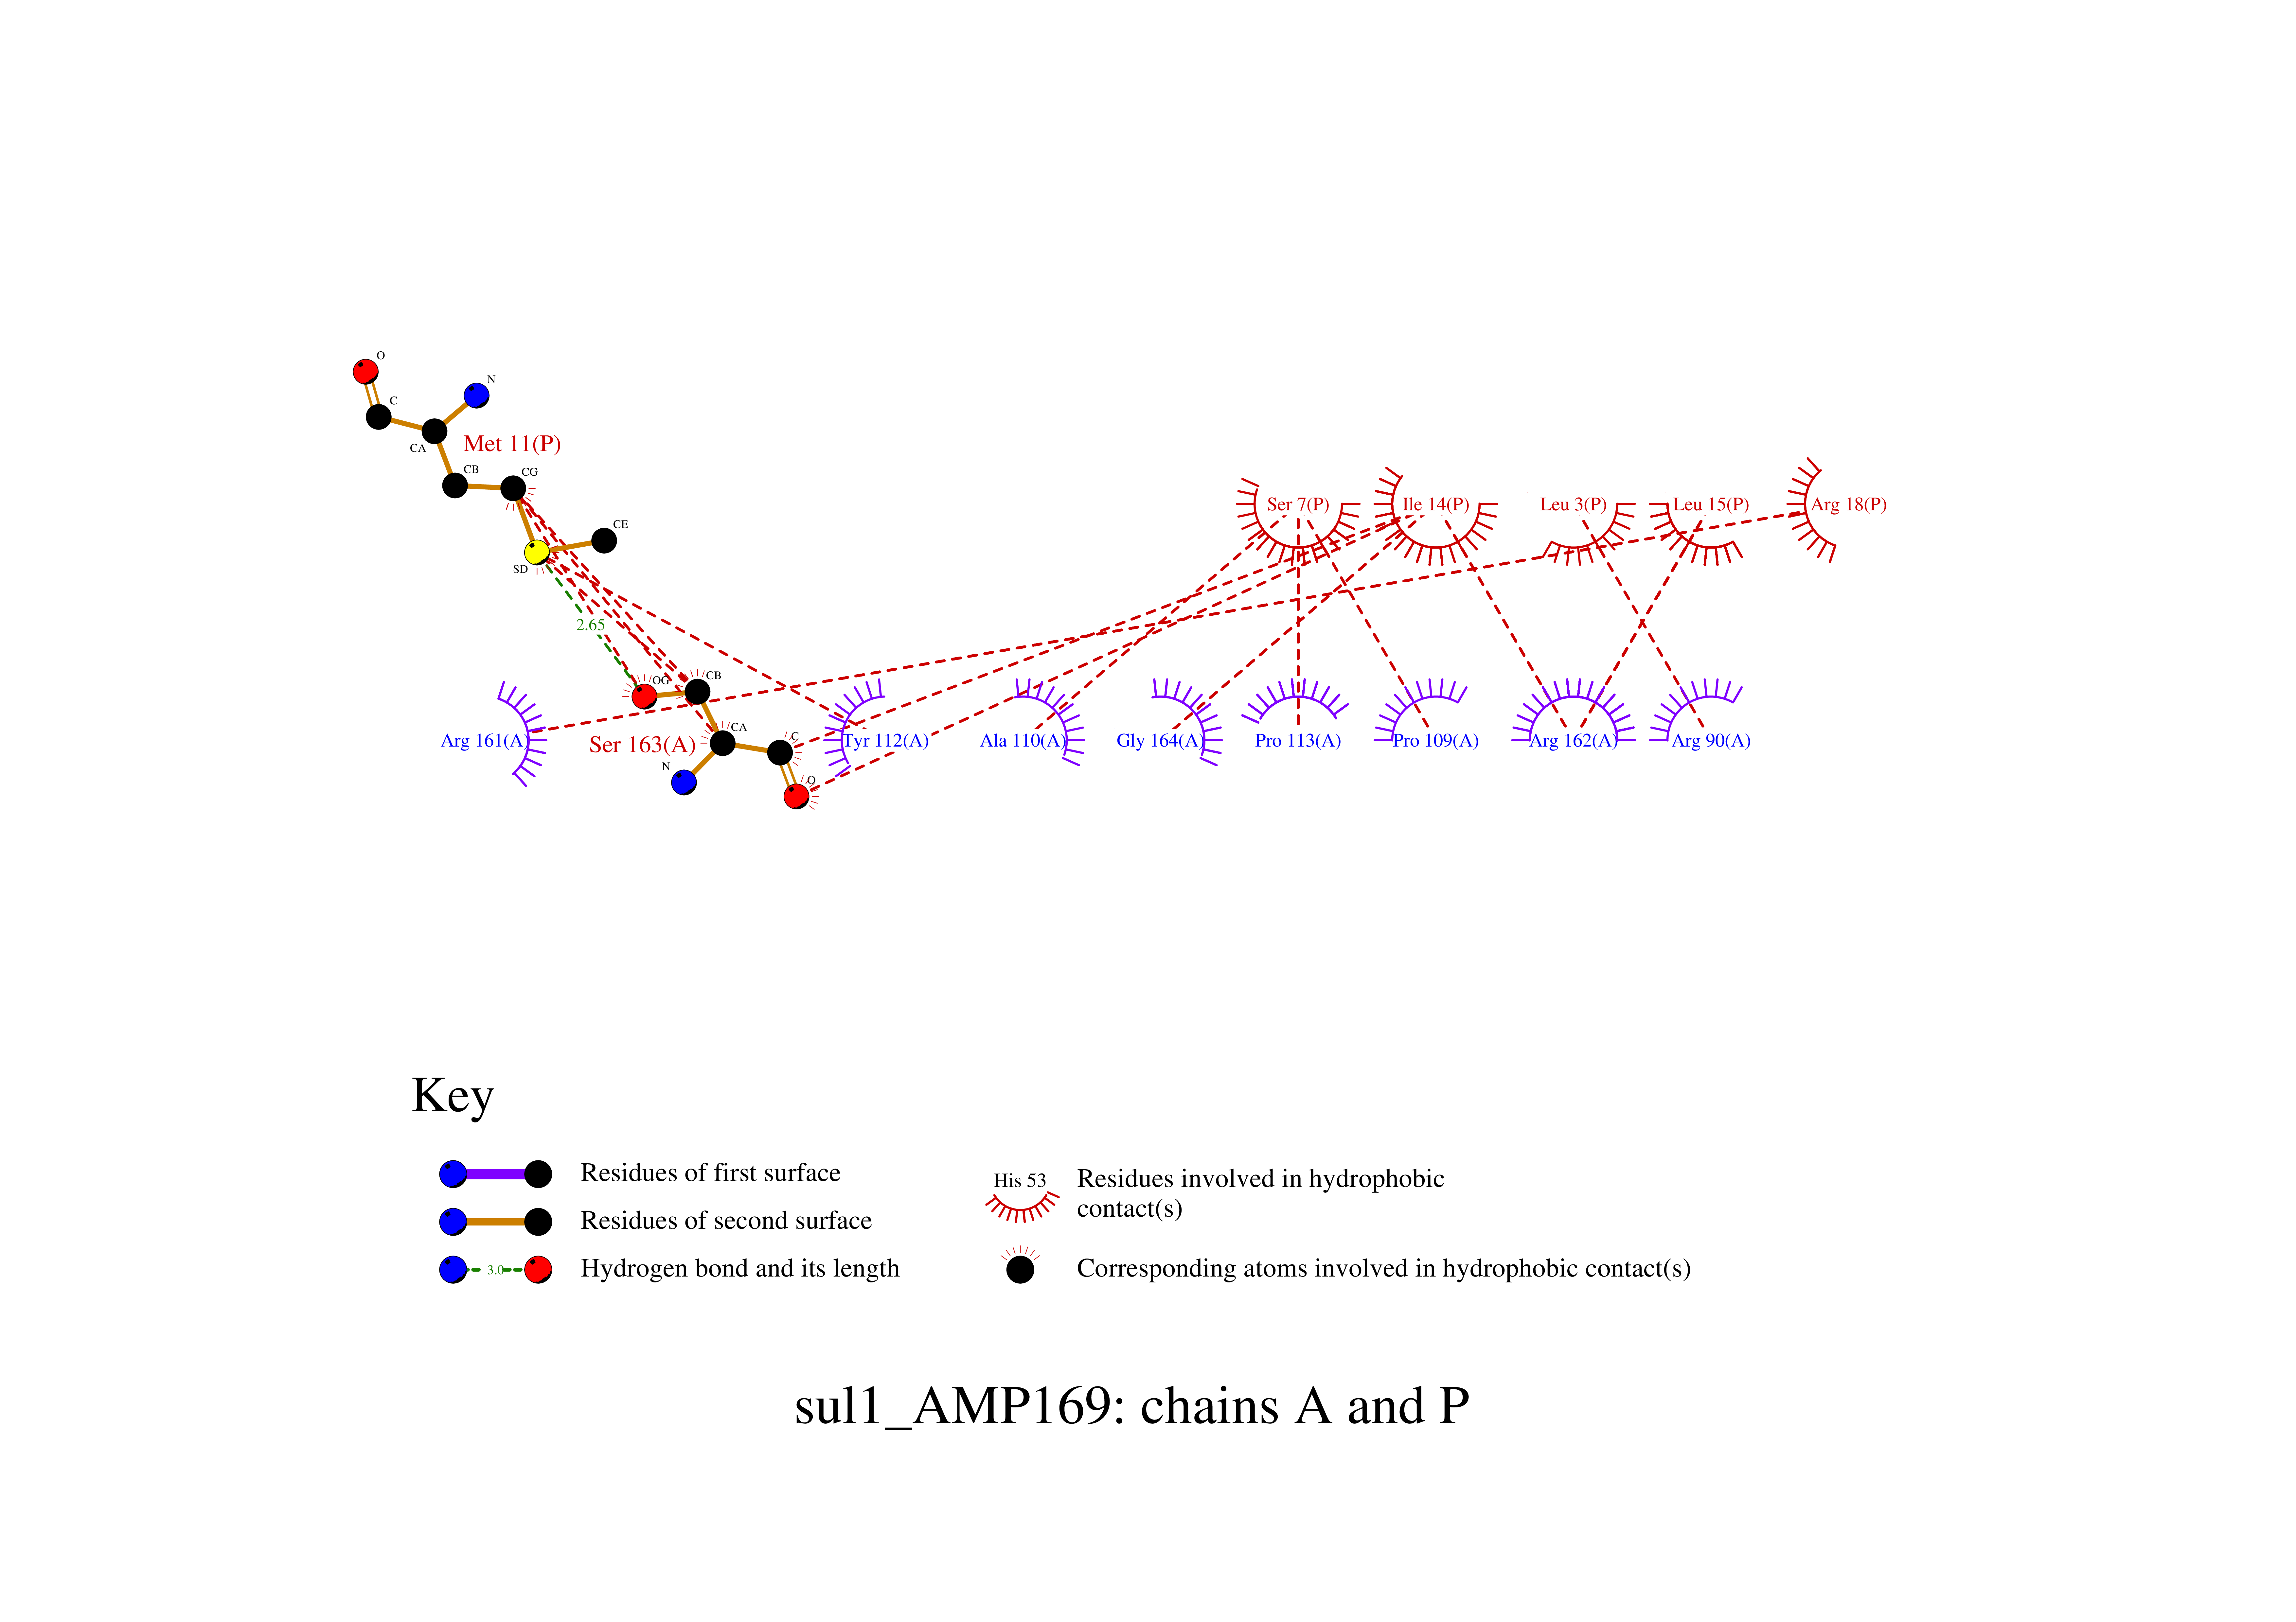 O
N
C
CA
Met 11(P)
CB
CG
CE
SD
Ser 7(P)
Ile 14(P)
Leu 3(P)
Leu 15(P)
Arg 18(P)
2.65
OG
CB
CA
C
Arg 161(A)
Ser 163(A)
Tyr 112(A)
Ala 110(A)
Gly 164(A)
Pro 113(A)
Pro 109(A)
Arg 162(A)
Arg 90(A)
N
O
Key
Residues of first surface
Residues of second surface
3.0
Hydrogen bond and its length
His 53
Residues involved in hydrophobic
contact(s)
Corresponding atoms involved in hydrophobic contact(s)
sul1_AMP169: chains A and P